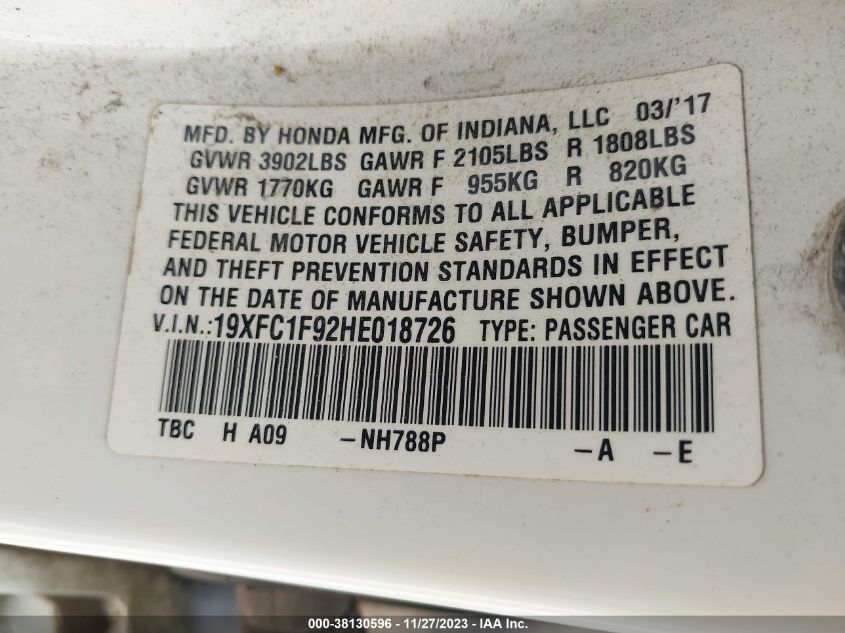 MFD. BY HONDA MFG. OF INDIANA, LLC 03/'17
GVWR 3902LBS GAWR F 2105LBS R 1808LBS
GVWR 1770KG GAWR F 955KG R 820KG
THIS VEHICLE CONFORMS TO ALL APPLICABLE
FEDERAL MOTOR VEHICLE SAFETY, BUMPER,
AND THEFT PREVENTION STANDARDS IN EFFECT
ON THE DATE OF MANUFACTURE SHOWN ABOVE.
V.I.N.:19XFC1F92HE018726 TYPE: PASSENGER CAR
TBC H A09 -NH788P -A -E
000-38130596 - 11/27/2023 - IAA Inc.